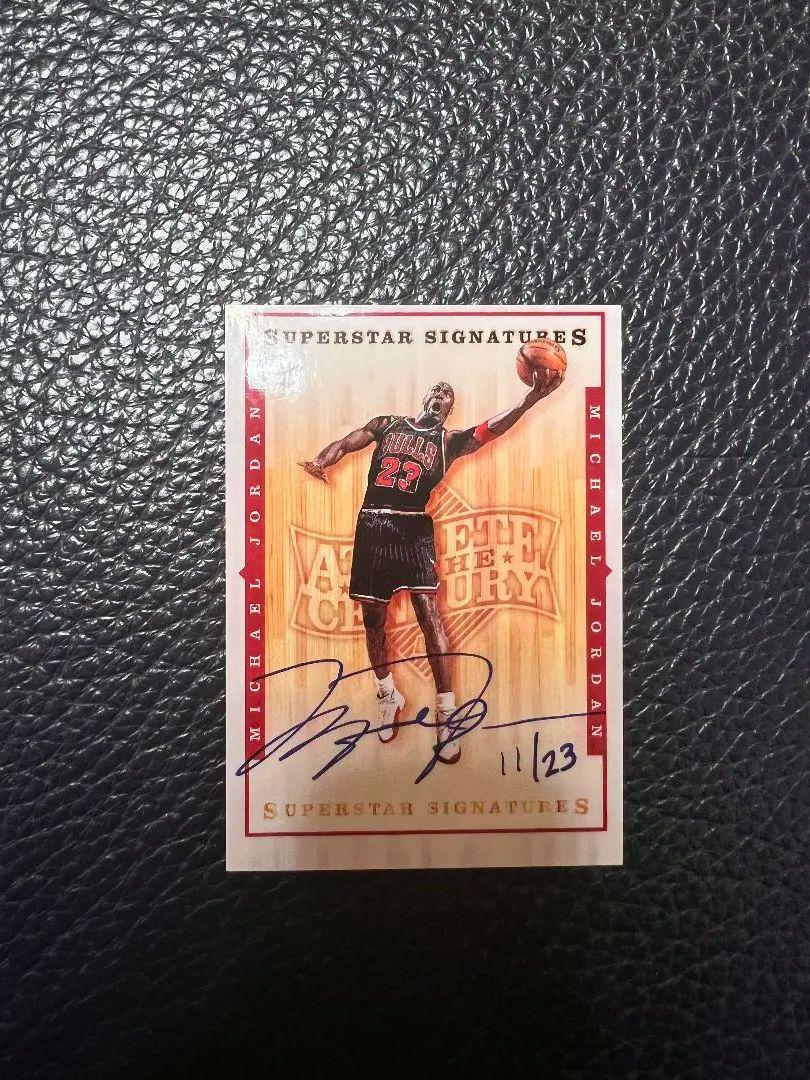 SUPERSTAR SIGNATURES
MICHAEL JORDAN
MICHAEL JORDAN
BULLS
23
ATHLETE
THE
CENTURY
11/23
SUPERSTAR SIGNATURES